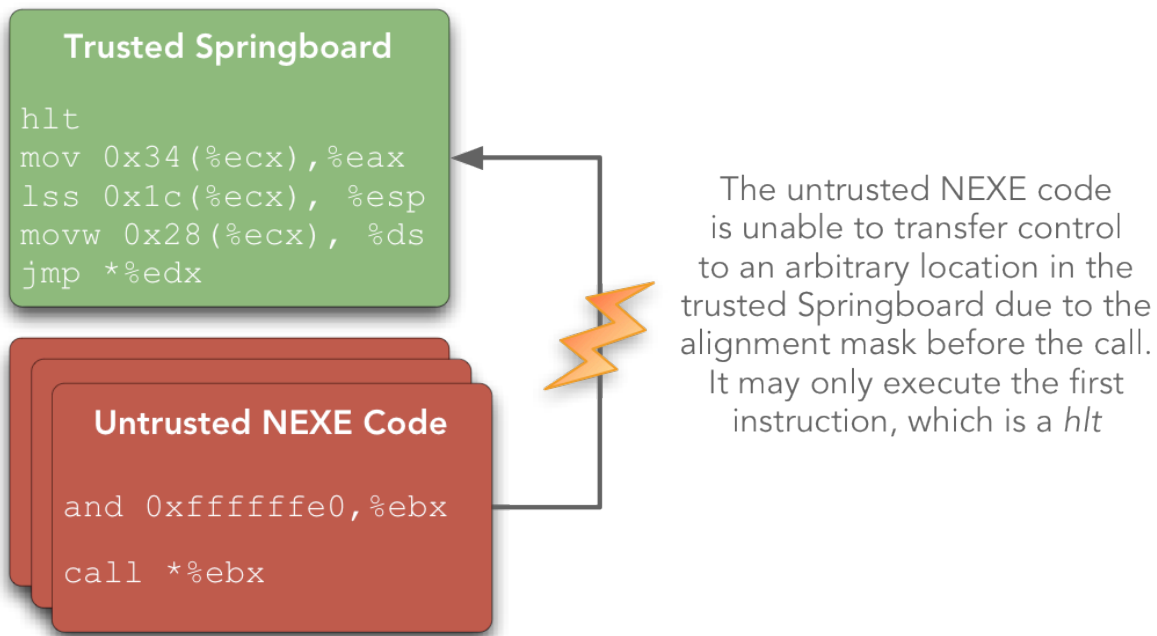 Trusted Springboard
hlt
mov 0x34(%ecx),%eax
lss 0x1c(%ecx), %esp
movw 0x28(%ecx), %ds
jmp *%edx
Untrusted NEXE Code
and 0xffffffe0,%ebx
call *%ebx
The untrusted NEXE code
is unable to transfer control
to an arbitrary location in the
trusted Springboard due to the
alignment mask before the call.
It may only execute the first
instruction, which is a hlt